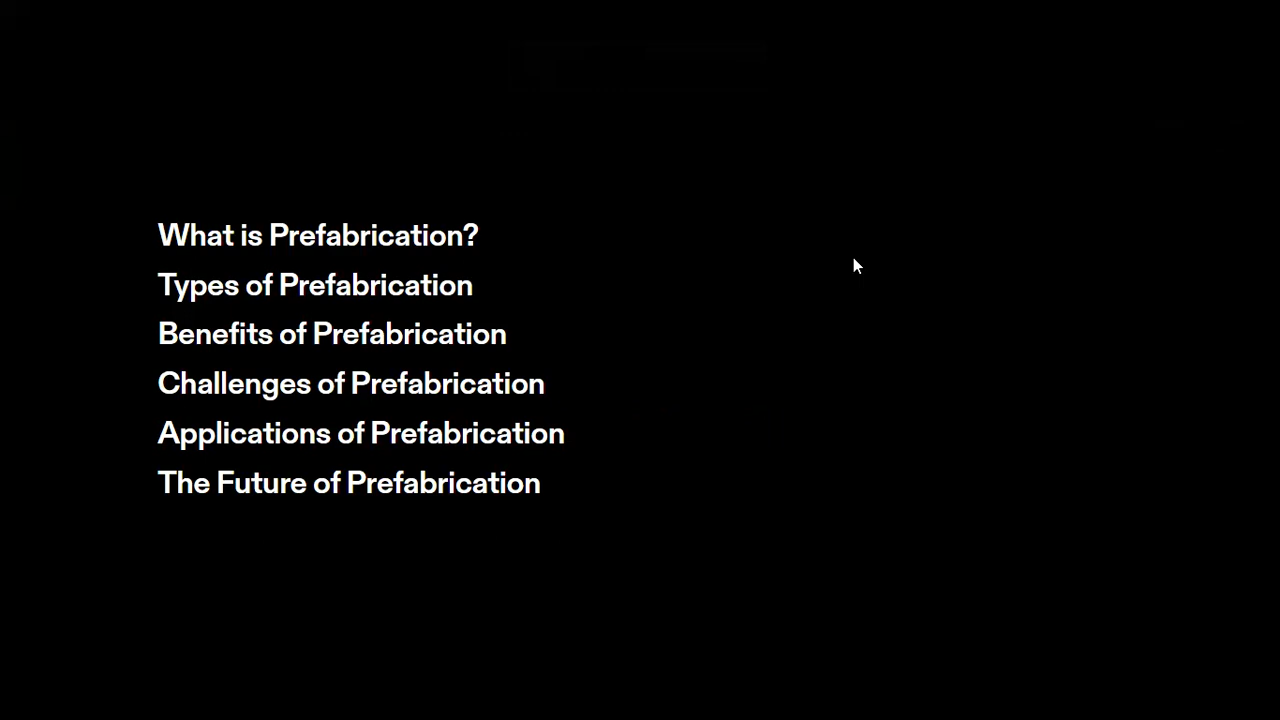 What is Prefabrication?
Types of Prefabrication
Benefits of Prefabrication
Challenges of Prefabrication
Applications of Prefabrication
The Future of Prefabrication